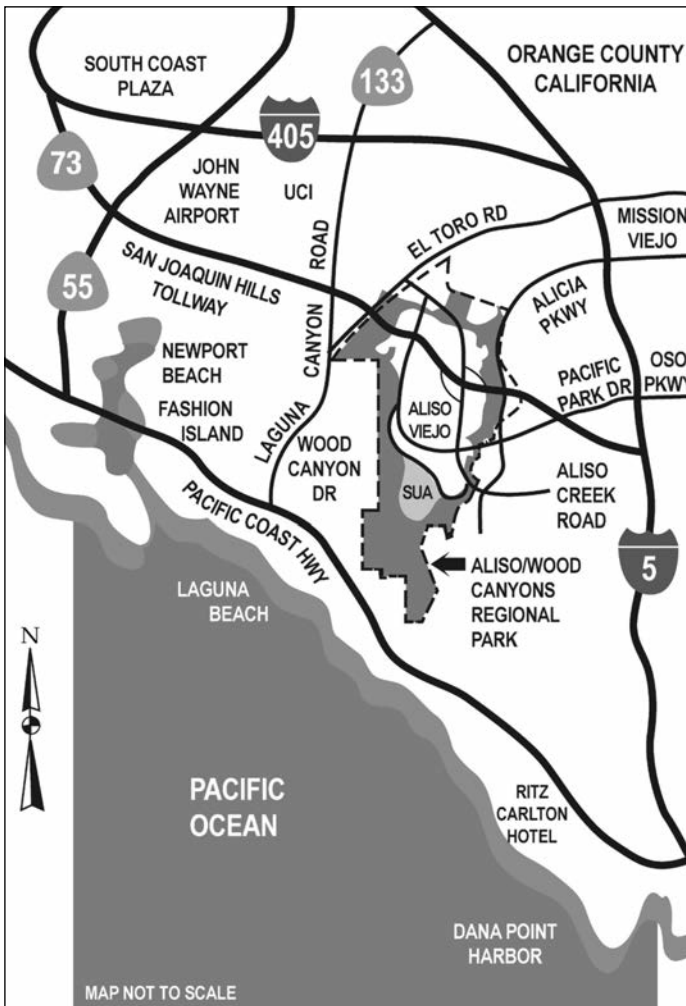 SOUTH COAST
PLAZA
133
ORANGE COUNTY
CALIFORNIA
405
73
JOHN
WAYNE
AIRPORT
UCI
ROAD
EL TORO RD
MISSION
VIEJO
SAN JOAQUIN HILLS
TOLLWAY
55
CANYON
ALICIA
PKWY
NEWPORT
BEACH
PACIFIC
PARK DR
OSO
PKWY
FASHION
ISLAND
LAGUNA
ALISO
VIEJO
WOOD
CANYON
DR
SUA
ALISO
CREEK
ROAD
PACIFIC COAST HWY
5
ALISO/WOOD
CANYONS
REGIONAL
PARK
LAGUNA
BEACH
N
PACIFIC
OCEAN
RITZ
CARLTON
HOTEL
DANA POINT
HARBOR
MAP NOT TO SCALE